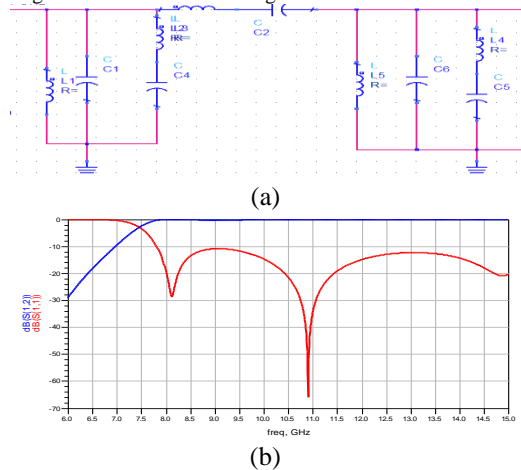 C
C2
L
L1
R=
C
C1
C
C4
L
L5
R=
C
C6
L
L4
R=
C
C5
(a)
dB(S(1,2))
dB(S(1,1))
0
-10
-20
-30
-40
-50
-60
-70
6.0 6.5 7.0 7.5 8.0 8.5 9.0 9.5 10.0 10.5 11.0 11.5 12.0 12.5 13.0 13.5 14.0 14.5 15.0
freq, GHz
(b)